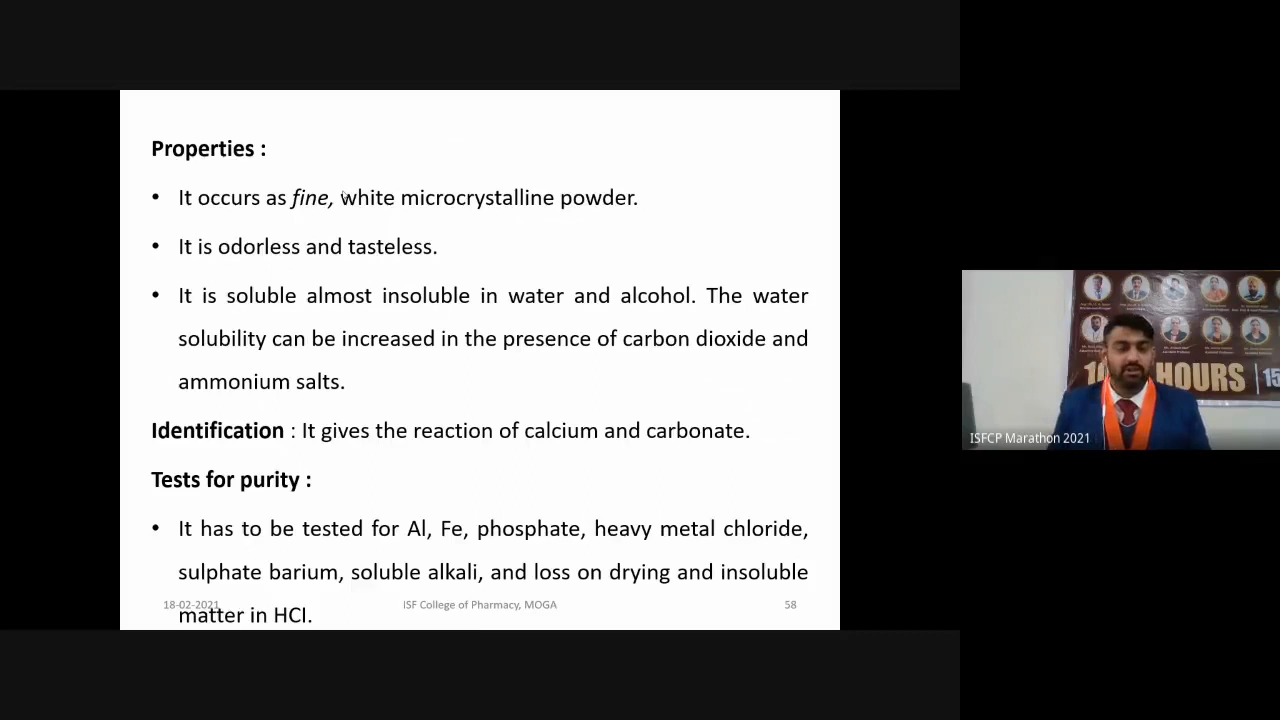 Properties :
• It occurs as fine, white microcrystalline powder.
• It is odorless and tasteless.
• It is soluble almost insoluble in water and alcohol. The water
solubility can be increased in the presence of carbon dioxide and
ammonium salts.
Identification : It gives the reaction of calcium and carbonate.
Tests for purity :
• It has to be tested for Al, Fe, phosphate, heavy metal chloride,
sulphate barium, soluble alkali, and loss on drying and insoluble
matter in HCl.
18-02-2021 ISF College of Pharmacy, MOGA 58
HOURS 15
ISFCP Marathon 2021